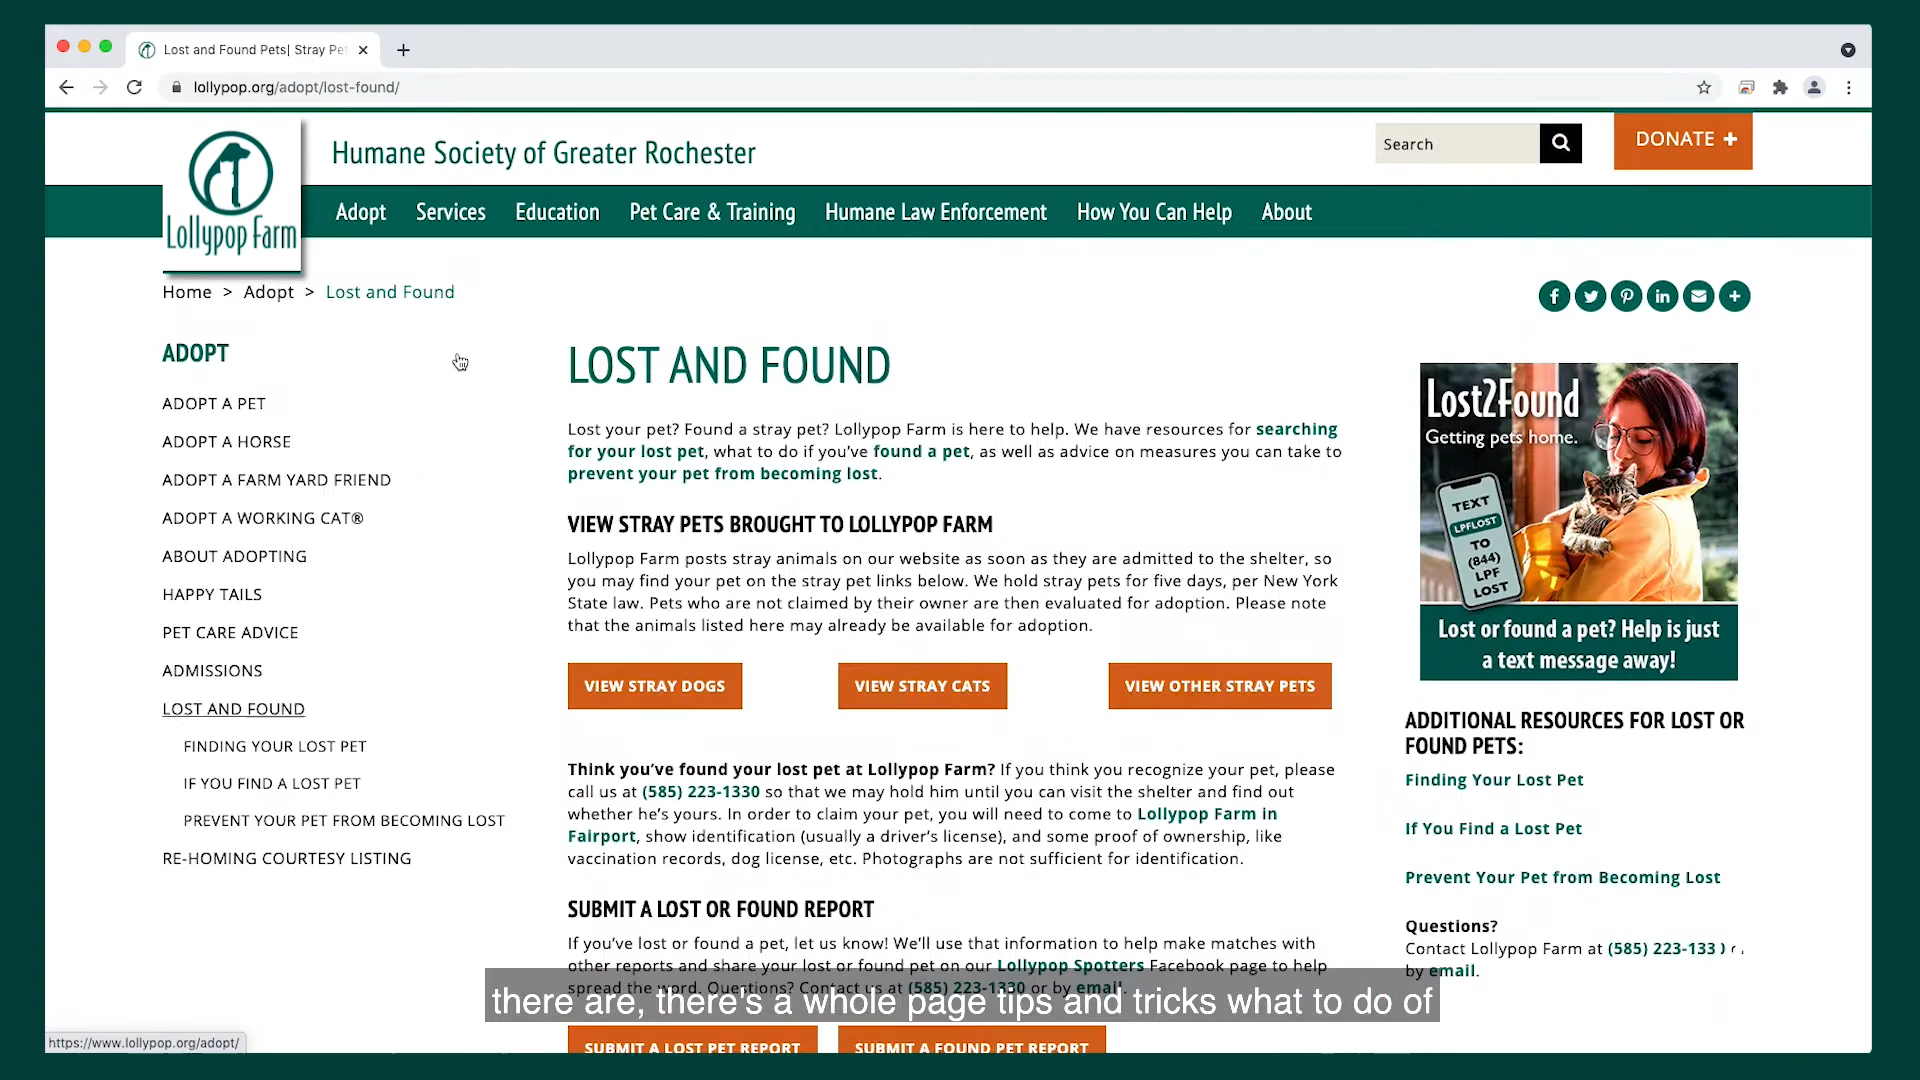 Lost and Found Pets| Stray Pet
lollypop.org/adopt/lost-found/
Humane Society of Greater Rochester
Search
DONATE +
Lollypop Farm
Adopt Services Education Pet Care & Training Humane Law Enforcement How You Can Help About
Home > Adopt > Lost and Found
ADOPT
ADOPT A PET
ADOPT A HORSE
ADOPT A FARM YARD FRIEND
ADOPT A WORKING CAT®
ABOUT ADOPTING
HAPPY TAILS
PET CARE ADVICE
ADMISSIONS
LOST AND FOUND
FINDING YOUR LOST PET
IF YOU FIND A LOST PET
PREVENT YOUR PET FROM BECOMING LOST
RE-HOMING COURTESY LISTING
LOST AND FOUND
Lost your pet? Found a stray pet? Lollypop Farm is here to help. We have resources for searching
for your lost pet, what to do if you've found a pet, as well as advice on measures you can take to
prevent your pet from becoming lost.
VIEW STRAY PETS BROUGHT TO LOLLYPOP FARM
Lollypop Farm posts stray animals on our website as soon as they are admitted to the shelter, so
you may find your pet on the stray pet links below. We hold stray pets for five days, per New York
State law. Pets who are not claimed by their owner are then evaluated for adoption. Please note
that the animals listed here may already be available for adoption.
VIEW STRAY DOGS VIEW STRAY CATS VIEW OTHER STRAY PETS
Think you've found your lost pet at Lollypop Farm? If you think you recognize your pet, please
call us at (585) 223-1330 so that we may hold him until you can visit the shelter and find out
whether he's yours. In order to claim your pet, you will need to come to Lollypop Farm in
Fairport, show identification (usually a driver's license), and some proof of ownership, like
vaccination records, dog license, etc. Photographs are not sufficient for identification.
SUBMIT A LOST OR FOUND REPORT
If you've lost or found a pet, let us know! We'll use that information to help make matches with
other reports and share your lost or found pet on our Lollypop Spotters Facebook page to help
spread the word. Questions? Contact us at (585) 223-1330 or by email.
SUBMIT A LOST PET REPORT SUBMIT A FOUND PET REPORT
Lost2Found
Getting pets home.
TEXT
LPFLOST
TO
(844)
LPF
LOST
Lost or found a pet? Help is just
a text message away!
ADDITIONAL RESOURCES FOR LOST OR
FOUND PETS:
Finding Your Lost Pet
If You Find a Lost Pet
Prevent Your Pet from Becoming Lost
Questions?
Contact Lollypop Farm at (585) 223-133
by email.
there are, there's a whole page tips and tricks what to do of
https://www.lollypop.org/adopt/